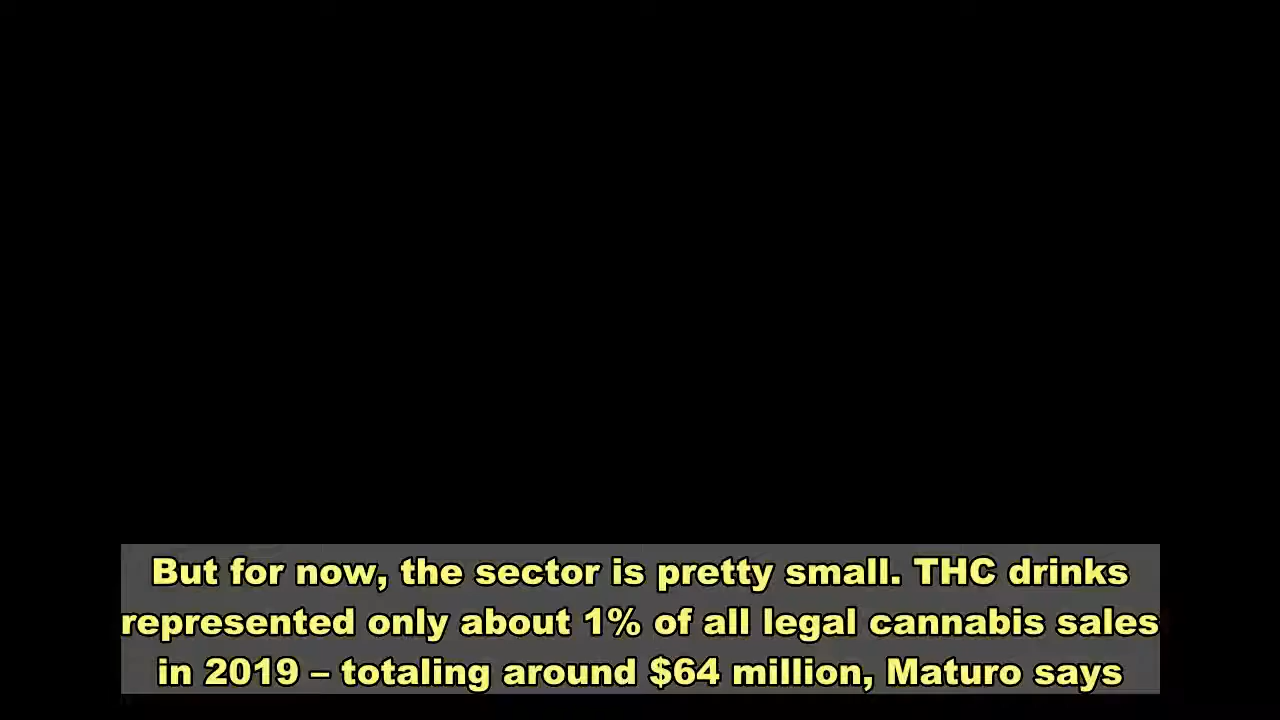 But for now, the sector is pretty small. THC drinks
represented only about 1% of all legal cannabis sales
in 2019 – totaling around $64 million, Maturo says